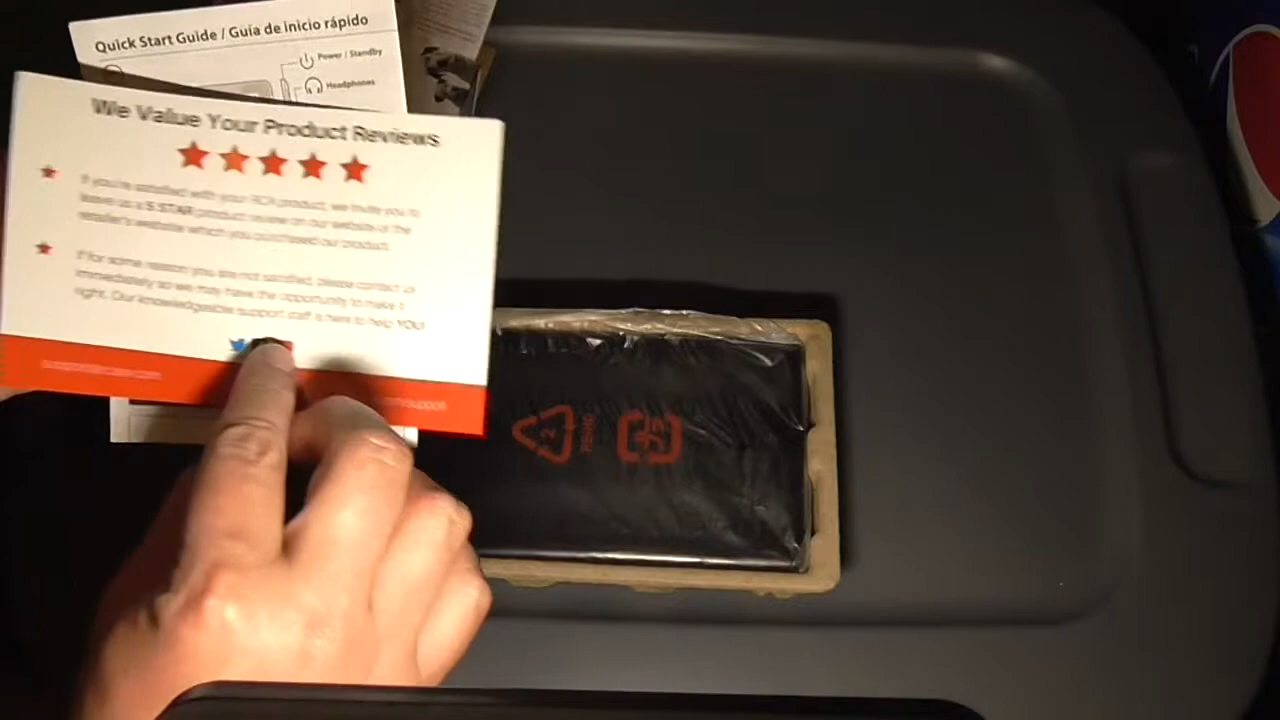 Quick Start Guide / Guía de inicio rápido
Power / Standby
Headphones
We Value Your Product Reviews
If you're satisfied with your RCA product, we invite you to
leave us a 5 STAR product review on our website or the
retailer's website which you purchased our product.
If for some reason you are not satisfied, please contact us
immediately so we may have the opportunity to make it
right. Our knowledgeable support staff is here to help YOU!
2